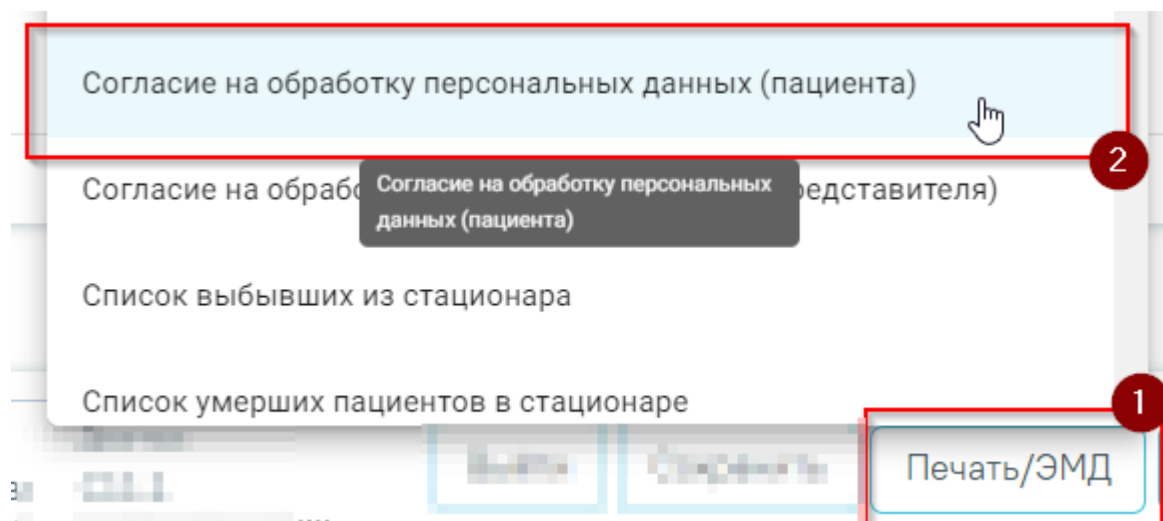 Согласие на обработку персональных данных (пациента)
2
Согласие на обрабо
редставителя)
Согласие на обработку персональных
данных (пациента)
Список выбывших из стационара
Список умерших пациентов в стационаре
1
Печать/ЭМД